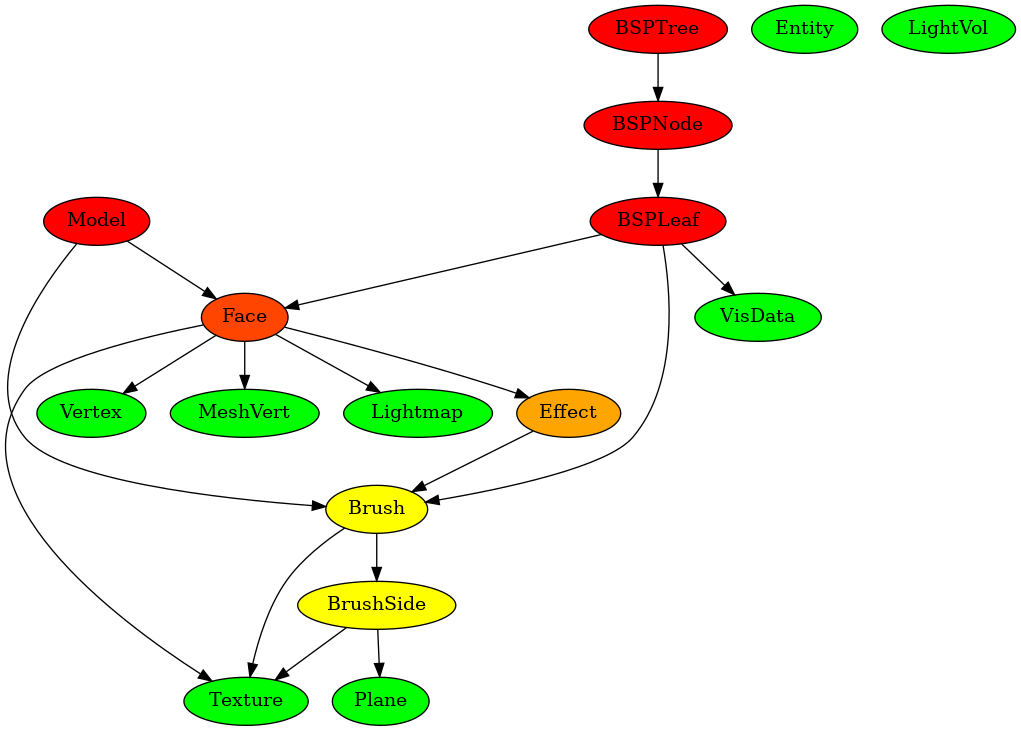 BSPTree
Entity
LightVol
BSPNode
Model
BSPLeaf
Face
VisData
Vertex
MeshVert
Lightmap
Effect
Brush
BrushSide
Texture
Plane